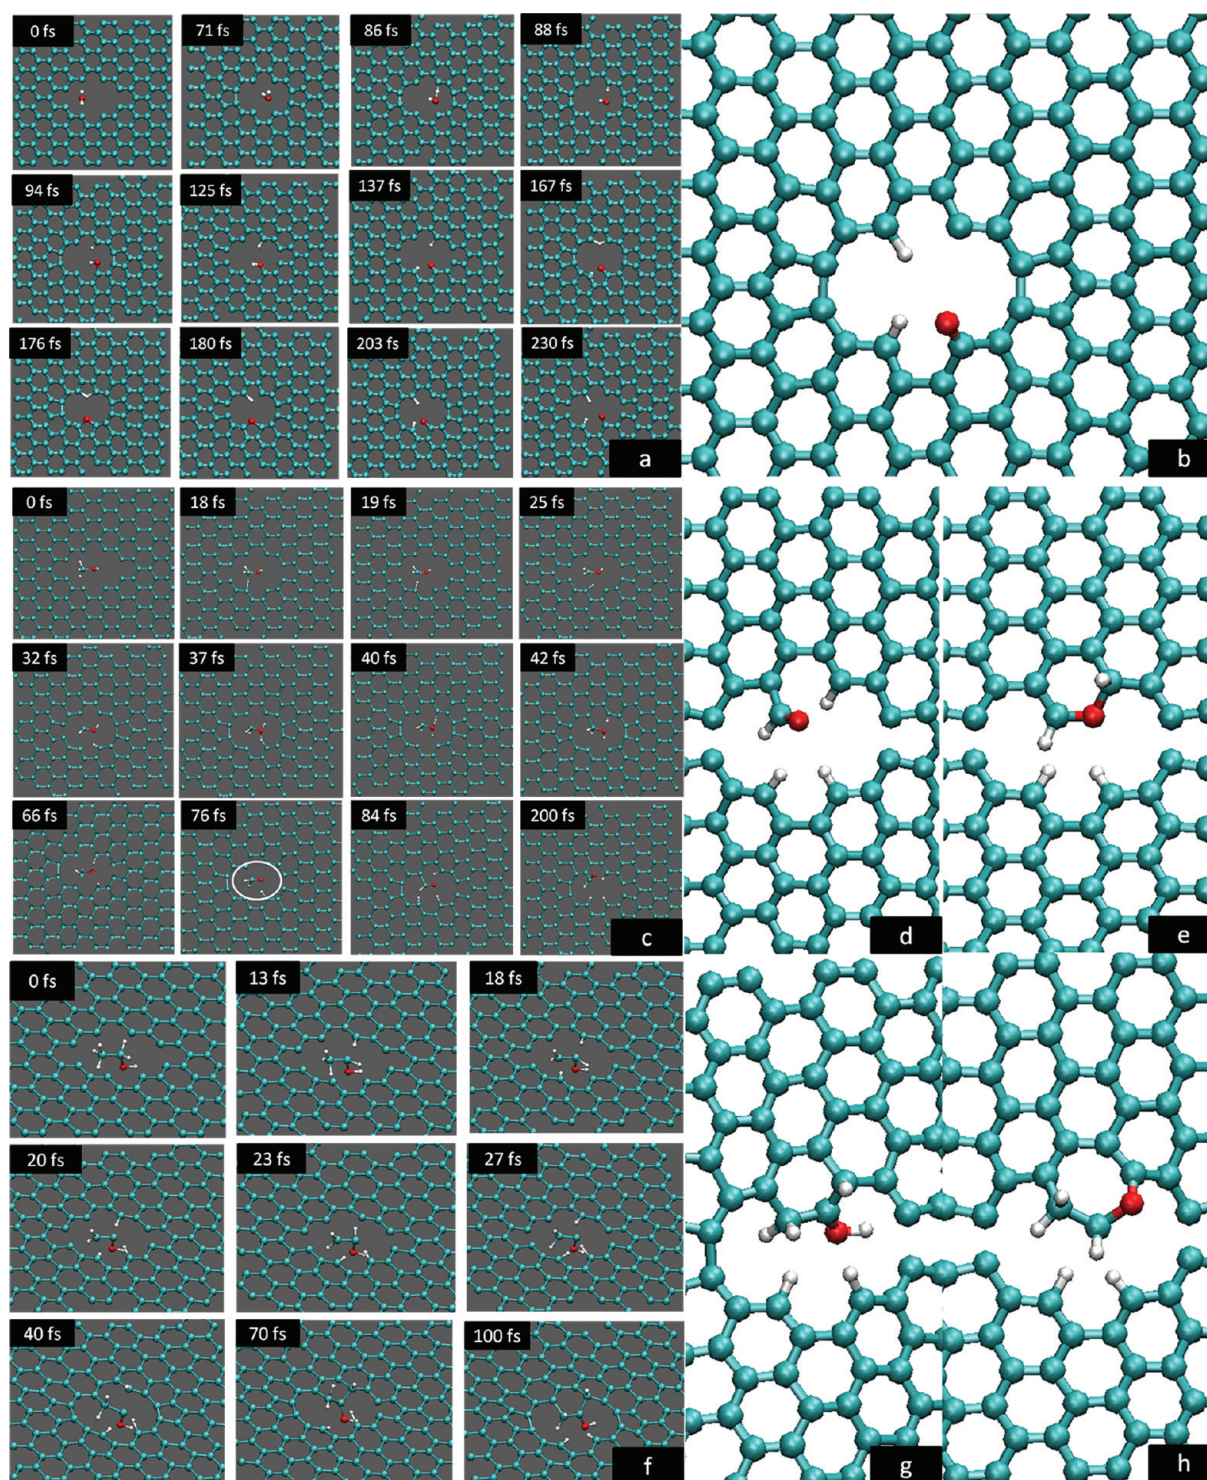 0 fs 71 fs 86 fs 88 fs
94 fs 125 fs 137 fs 167 fs
176 fs 180 fs 203 fs 230 fs
a b
0 fs 18 fs 19 fs 25 fs
32 fs 37 fs 40 fs 42 fs
66 fs 76 fs 84 fs 200 fs
c d e
0 fs 13 fs 18 fs
20 fs 23 fs 27 fs
40 fs 70 fs 100 fs
f g h